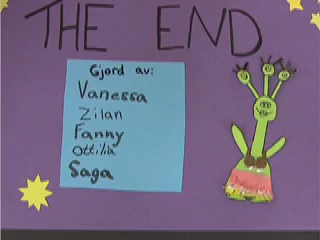 THE END
Gjord av:
Vanessa
Zilan
Fanny
Ottilia
Saga